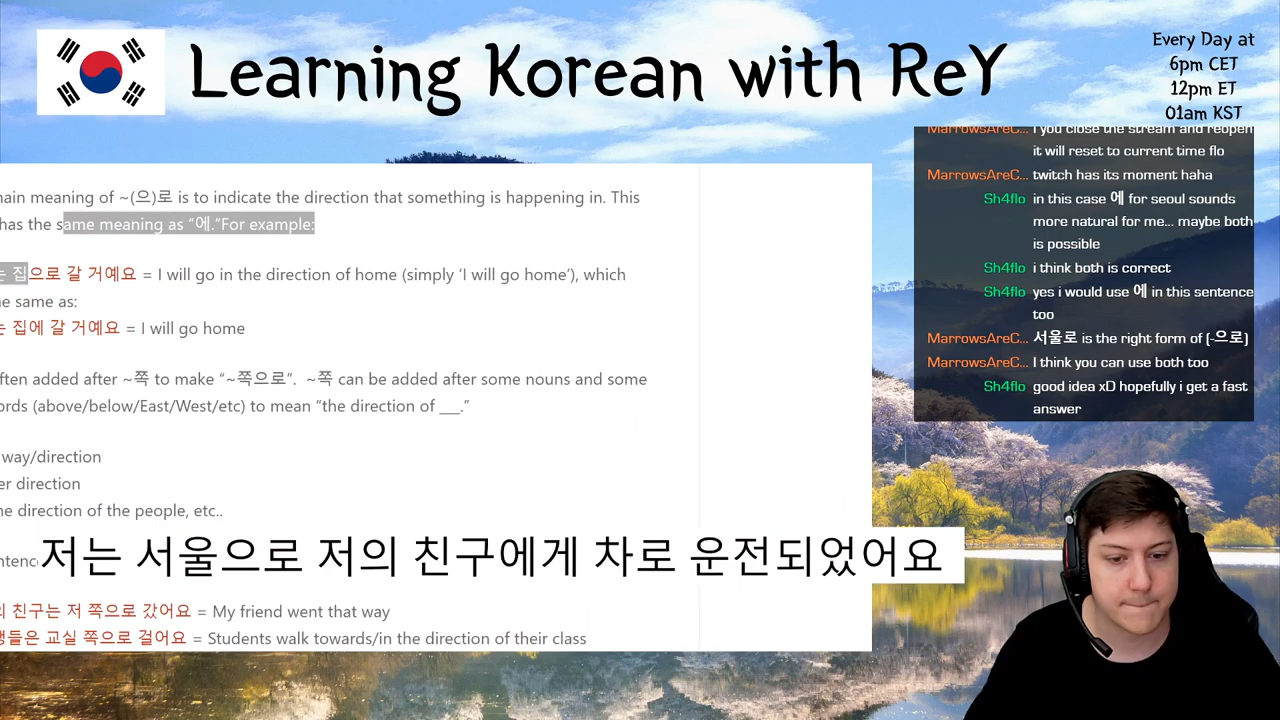 Learning Korean with ReY
Every Day at
6pm CET
12pm ET
01am KST
main meaning of ~(으)로 is to indicate the direction that something is happening in. This
has the same meaning as “에.”For example:
는 집으로 갈 거예요 = I will go in the direction of home (simply ‘I will go home’), which
same as:
는 집에 갈 거예요 = I will go home
often added after ~쪽 to make “~쪽으로”. ~쪽 can be added after some nouns and some
words (above/below/East/West/etc) to mean “the direction of ___.”
way/direction
direction
direction of the people, etc..
저는 서울으로 저의 친구에게 차로 운전되었어요
친구는 저 쪽으로 갔어요 = My friend went that way
학생들은 교실 쪽으로 걸어요 = Students walk towards/in the direction of their class
MarrowsAreC... you close the stream and reopen
it will reset to current time flo
MarrowsAreC... twitch has its moment haha
Sh4flo in this case 에 for seoul sounds
more natural for me... maybe both
is possible
Sh4flo i think both is correct
Sh4flo yes i would use 에 in this sentence
too
MarrowsAreC... 서울로 is the right form of (-으로)
MarrowsAreC... I think you can use both too
Sh4flo good idea xD hopefully i get a fast
answer